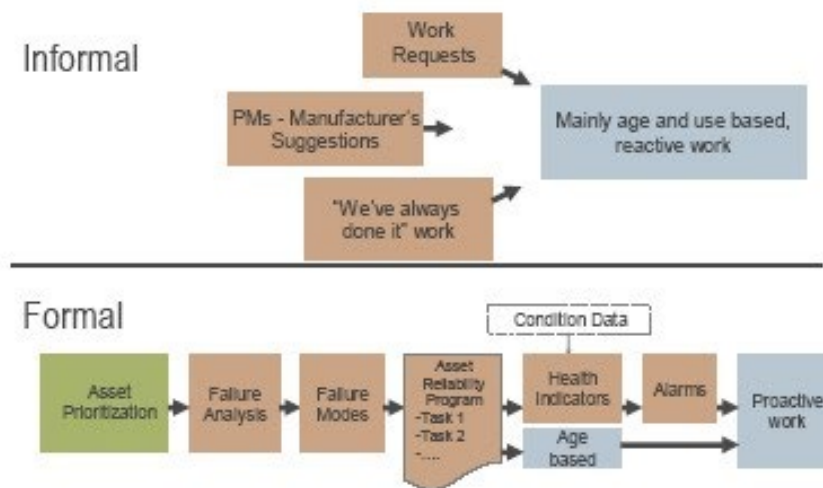 Informal
Work
Requests
PMs - Manufacturer's
Suggestions
Mainly age and use based,
reactive work
"We've always
done it" work
Formal
Condition Data
Asset
Prioritization
Failure
Analysis
Failure
Modes
Asset
Reliability
Program
-Task 1
-Task 2
-....
Health
Indicators
Alarms
Proactive
work
Age
based